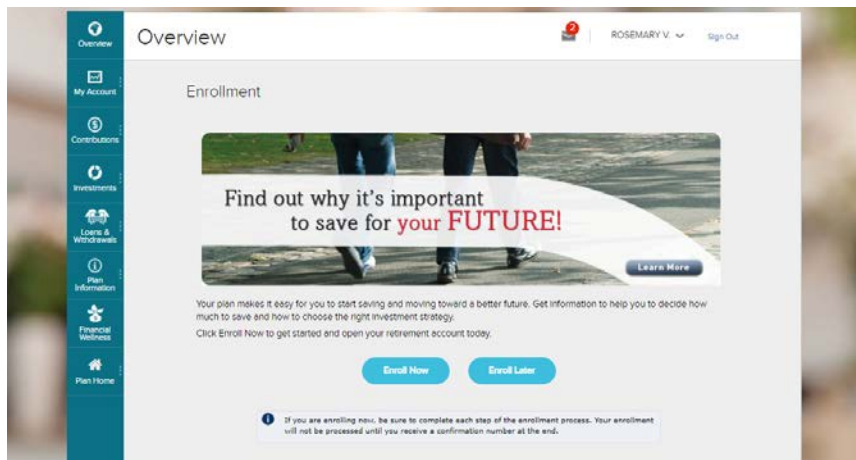 Overview
Overview
2
ROSEMARY V.
Sign Out
My Account
Enrollment
Contributions
Investments
Find out why it's important
to save for your FUTURE!
Loans &
Withdrawals
Learn More
Plan
Information
Your plan makes it easy for you to start saving and moving toward a better future. Get information to help you to decide how
much to save and how to choose the right investment strategy.
Click Enroll Now to get started and open your retirement account today.
Financial
Wellness
Enroll Now
Enroll Later
Plan Home
If you are enrolling now, be sure to complete each step of the enrollment process. Your enrollment
will not be processed until you receive a confirmation number at the end.